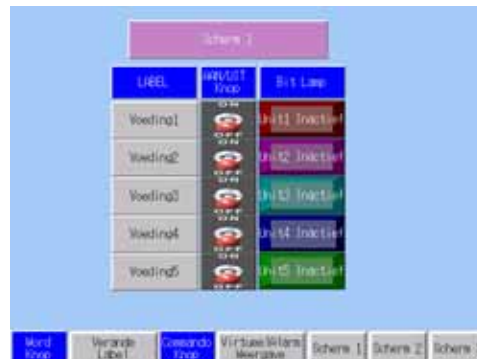 Scherm 1
LABEL
AAN/UIT Knop
Bit Lamp
Voeding1
ON
OFF
Unit1 Inactief
Voeding2
ON
OFF
Unit2 Inactief
Voeding3
ON
OFF
Unit3 Inactief
Voeding4
ON
OFF
Unit4 Inactief
Voeding5
ON
OFF
Unit5 Inactief
Word Knop
Verande Label
Commando Knop
Weergave
Scherm 1
Scherm 2
Scherm